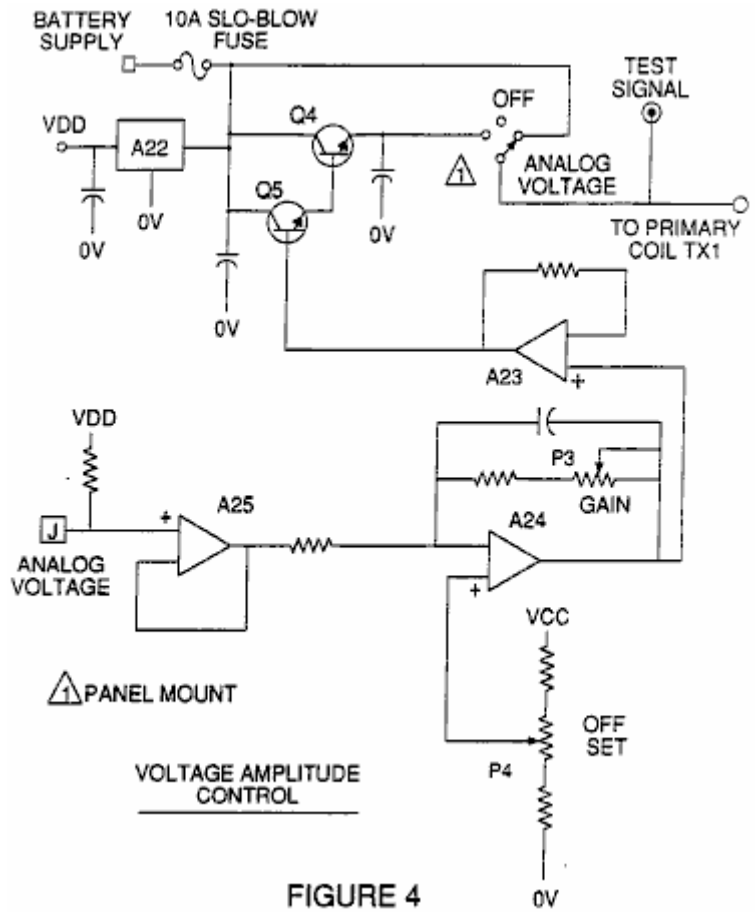 BATTERY
SUPPLY
10A SLO-BLOW
FUSE
TEST
SIGNAL
OFF
Q4
VDD
A22
1
ANALOG
VOLTAGE
Q5
0V
0V
0V
TO PRIMARY
COIL TX1
0V
A23
+
VDD
P3
GAIN
A25
+
A24
J
ANALOG
VOLTAGE
+
VCC
1 PANEL MOUNT
OFF
SET
P4
VOLTAGE AMPLITUDE
CONTROL
FIGURE 4
0V